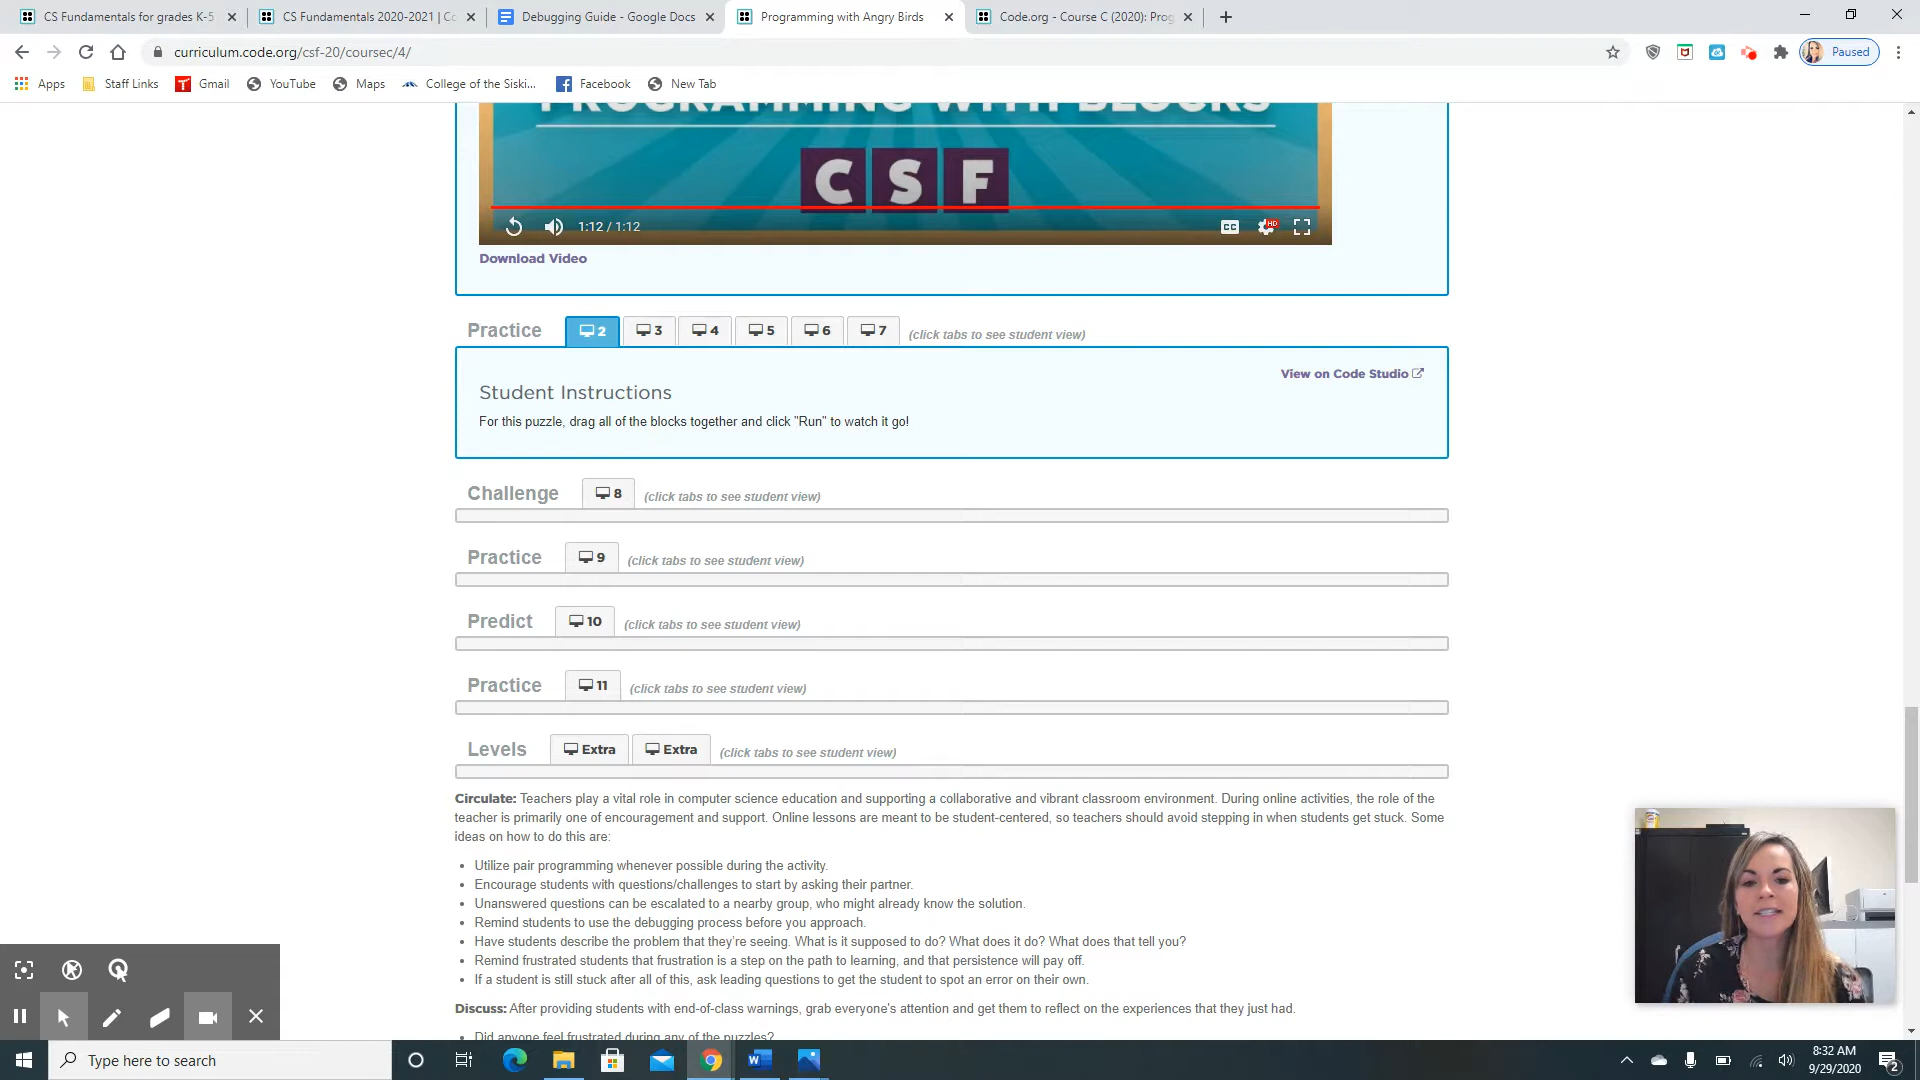 CS Fundamentals for grades K-5
CS Fundamentals 2020-2021 | Co
Debugging Guide - Google Docs
Programming with Angry Birds
Code.org - Course C (2020): Prog
curriculum.code.org/csf-20/coursec/4/
Paused
Apps
Staff Links
Gmail
YouTube
Maps
College of the Siski...
Facebook
New Tab
PROGRAMMING WITH BLOCKS
CSF
1:12 / 1:12
CC
HD
Download Video
Practice 2 3 4 5 6 7 (click tabs to see student view)
View on Code Studio
Student Instructions
For this puzzle, drag all of the blocks together and click "Run" to watch it go!
Challenge 8 (click tabs to see student view)
Practice 9 (click tabs to see student view)
Predict 10 (click tabs to see student view)
Practice 11 (click tabs to see student view)
Levels Extra Extra (click tabs to see student view)
Circulate: Teachers play a vital role in computer science education and supporting a collaborative and vibrant classroom environment. During online activities, the role of the
teacher is primarily one of encouragement and support. Online lessons are meant to be student-centered, so teachers should avoid stepping in when students get stuck. Some
ideas on how to do this are:
• Utilize pair programming whenever possible during the activity.
• Encourage students with questions/challenges to start by asking their partner.
• Unanswered questions can be escalated to a nearby group, who might already know the solution.
• Remind students to use the debugging process before you approach.
• Have students describe the problem that they're seeing. What is it supposed to do? What does it do? What does that tell you?
• Remind frustrated students that frustration is a step on the path to learning, and that persistence will pay off.
• If a student is still stuck after all of this, ask leading questions to get the student to spot an error on their own.
Discuss: After providing students with end-of-class warnings, grab everyone's attention and get them to reflect on the experiences that they just had.
• Did anyone feel frustrated during any of the puzzles?
Type here to search
8:32 AM
9/29/2020
2